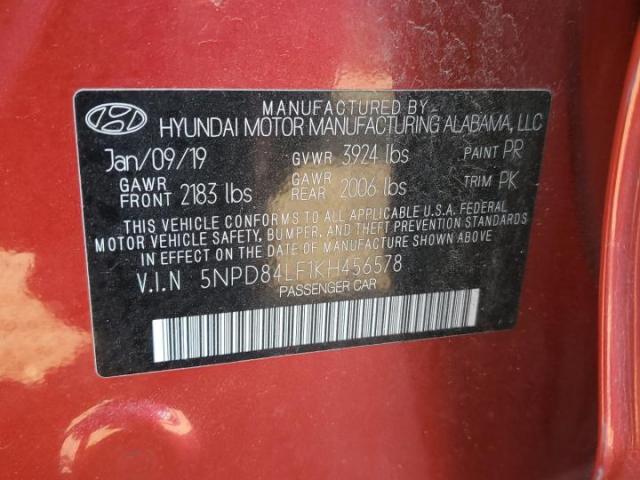 MANUFACTURED BY
HYUNDAI MOTOR MANUFACTURING ALABAMA, LLC
Jan/09/19 GVWR 3924 lbs PAINT PR
GAWR FRONT 2183 lbs GAWR REAR 2006 lbs TRIM PK
THIS VEHICLE CONFORMS TO ALL APPLICABLE U.S.A. FEDERAL
MOTOR VEHICLE SAFETY, BUMPER, AND THEFT PREVENTION STANDARDS
IN EFFECT ON THE DATE OF MANUFACTURE SHOWN ABOVE.
V.I.N 5NPD84LF1KH456578
PASSENGER CAR